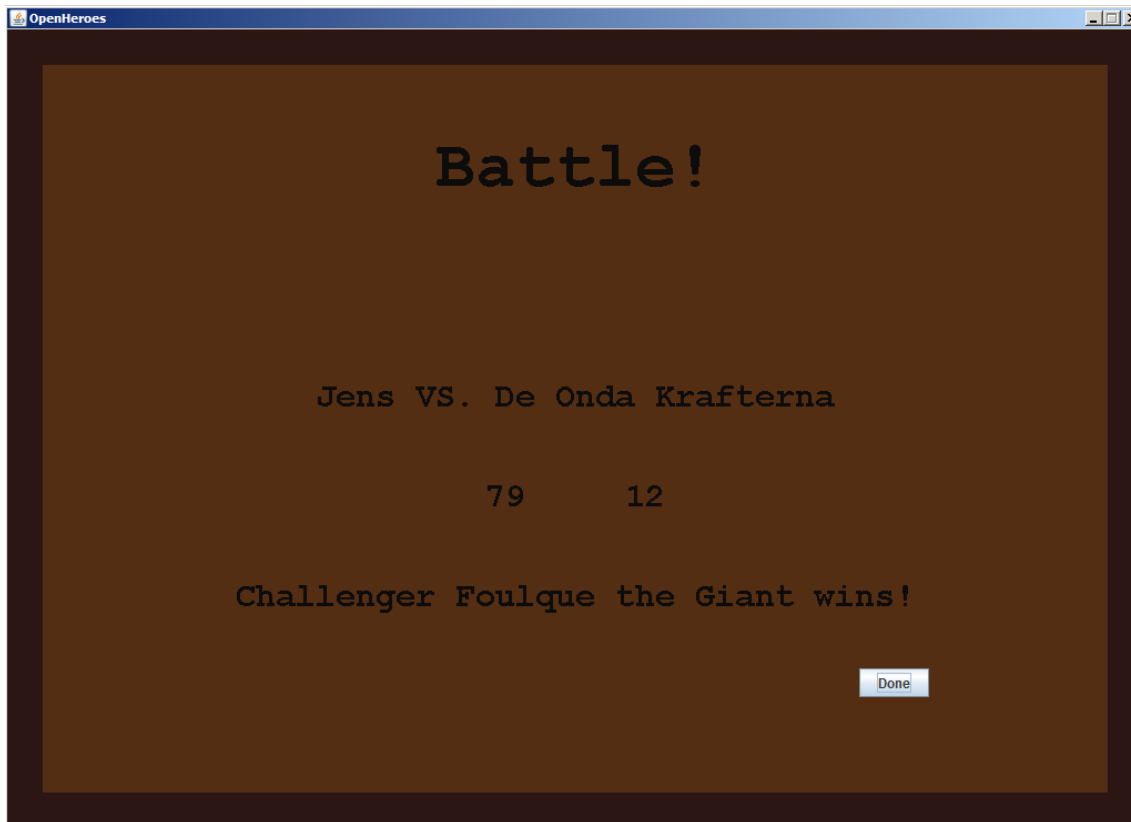 OpenHeroes
Battle!
Jens VS. De Onda Krafterna
79 12
Challenger Foulque the Giant wins!
Done